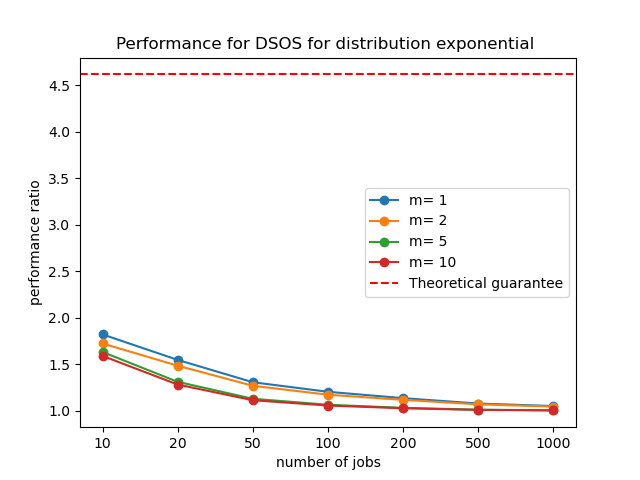 Performance for DSOS for distribution exponential
performance ratio
4.5
4.0
3.5
3.0
2.5
2.0
1.5
1.0
m= 1
m= 2
m= 5
m= 10
Theoretical guarantee
10 20 50 100 200 500 1000
number of jobs